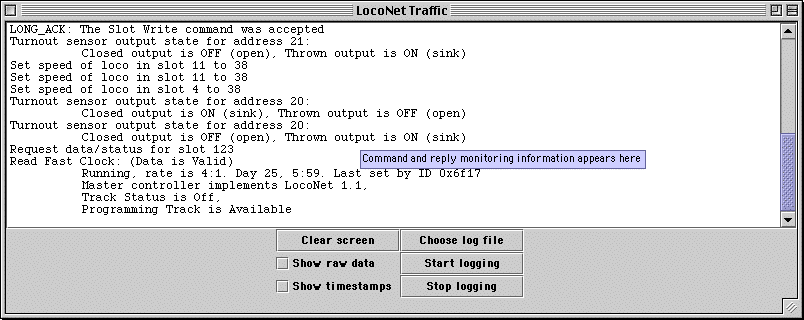 LocoNet Traffic
LONG_ACK: The Slot Write command was accepted
Turnout sensor output state for address 21:
Closed output is OFF (open), Thrown output is ON (sink)
Set speed of loco in slot 11 to 38
Set speed of loco in slot 11 to 38
Set speed of loco in slot 4 to 38
Turnout sensor output state for address 20:
Closed output is ON (sink), Thrown output is OFF (open)
Turnout sensor output state for address 20:
Closed output is OFF (open), Thrown output is ON (sink)
Request data/status for slot 123
Read Fast Clock: (Data is Valid)
Command and reply monitoring information appears here
Running, rate is 4:1. Day 25, 5:59. Last set by ID 0x6f17
Master controller implements LocoNet 1.1,
Track Status is Off,
Programming Track is Available
Clear screen
Choose log file
Show raw data
Start logging
Show timestamps
Stop logging